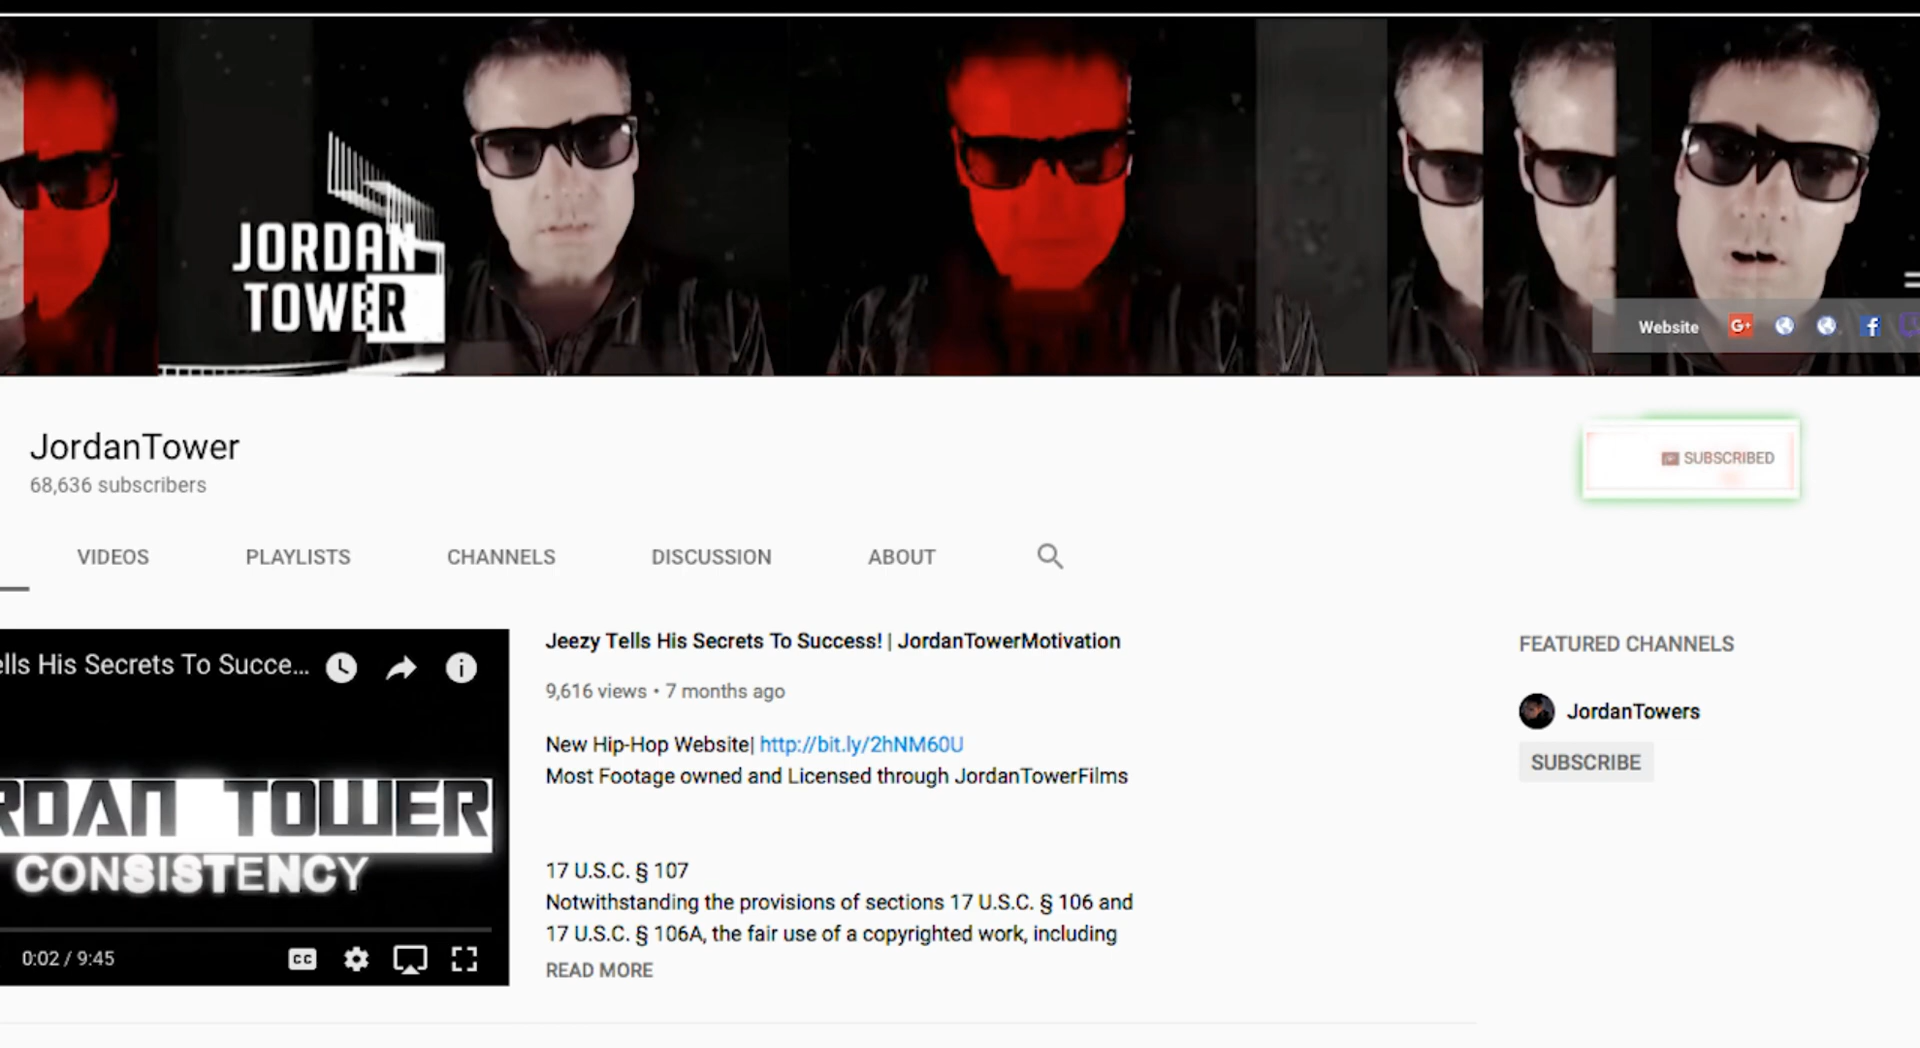 JORDAN
TOWER
Website
JordanTower
68,636 subscribers
SUBSCRIBED
VIDEOS PLAYLISTS CHANNELS DISCUSSION ABOUT
ells His Secrets To Succe...
RDAN TOWER
CONSISTENCY
0:02 / 9:45
CC
Jeezy Tells His Secrets To Success! | JordanTowerMotivation
9,616 views • 7 months ago
New Hip-Hop Website| http://bit.ly/2hNM60U
Most Footage owned and Licensed through JordanTowerFilms
17 U.S.C. § 107
Notwithstanding the provisions of sections 17 U.S.C. § 106 and
17 U.S.C. § 106A, the fair use of a copyrighted work, including
READ MORE
FEATURED CHANNELS
JordanTowers
SUBSCRIBE